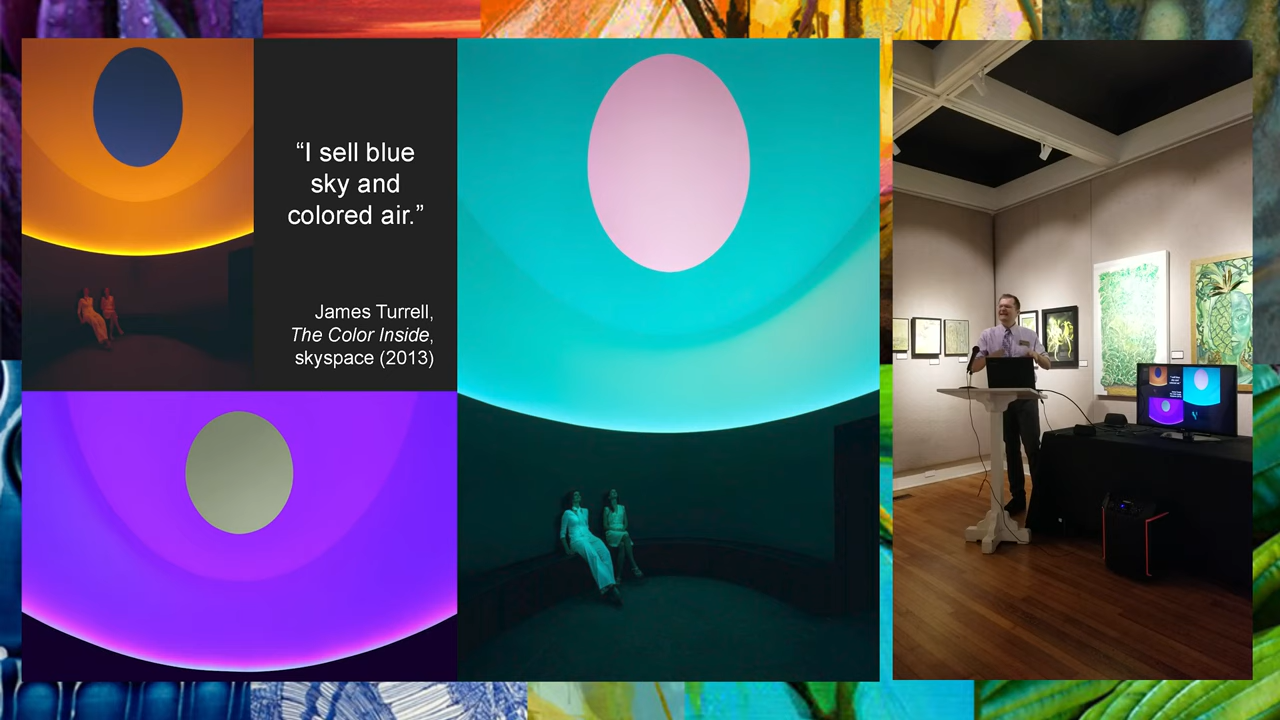 “I sell blue
sky and
colored air.”
James Turrell,
The Color Inside,
skyspace (2013)